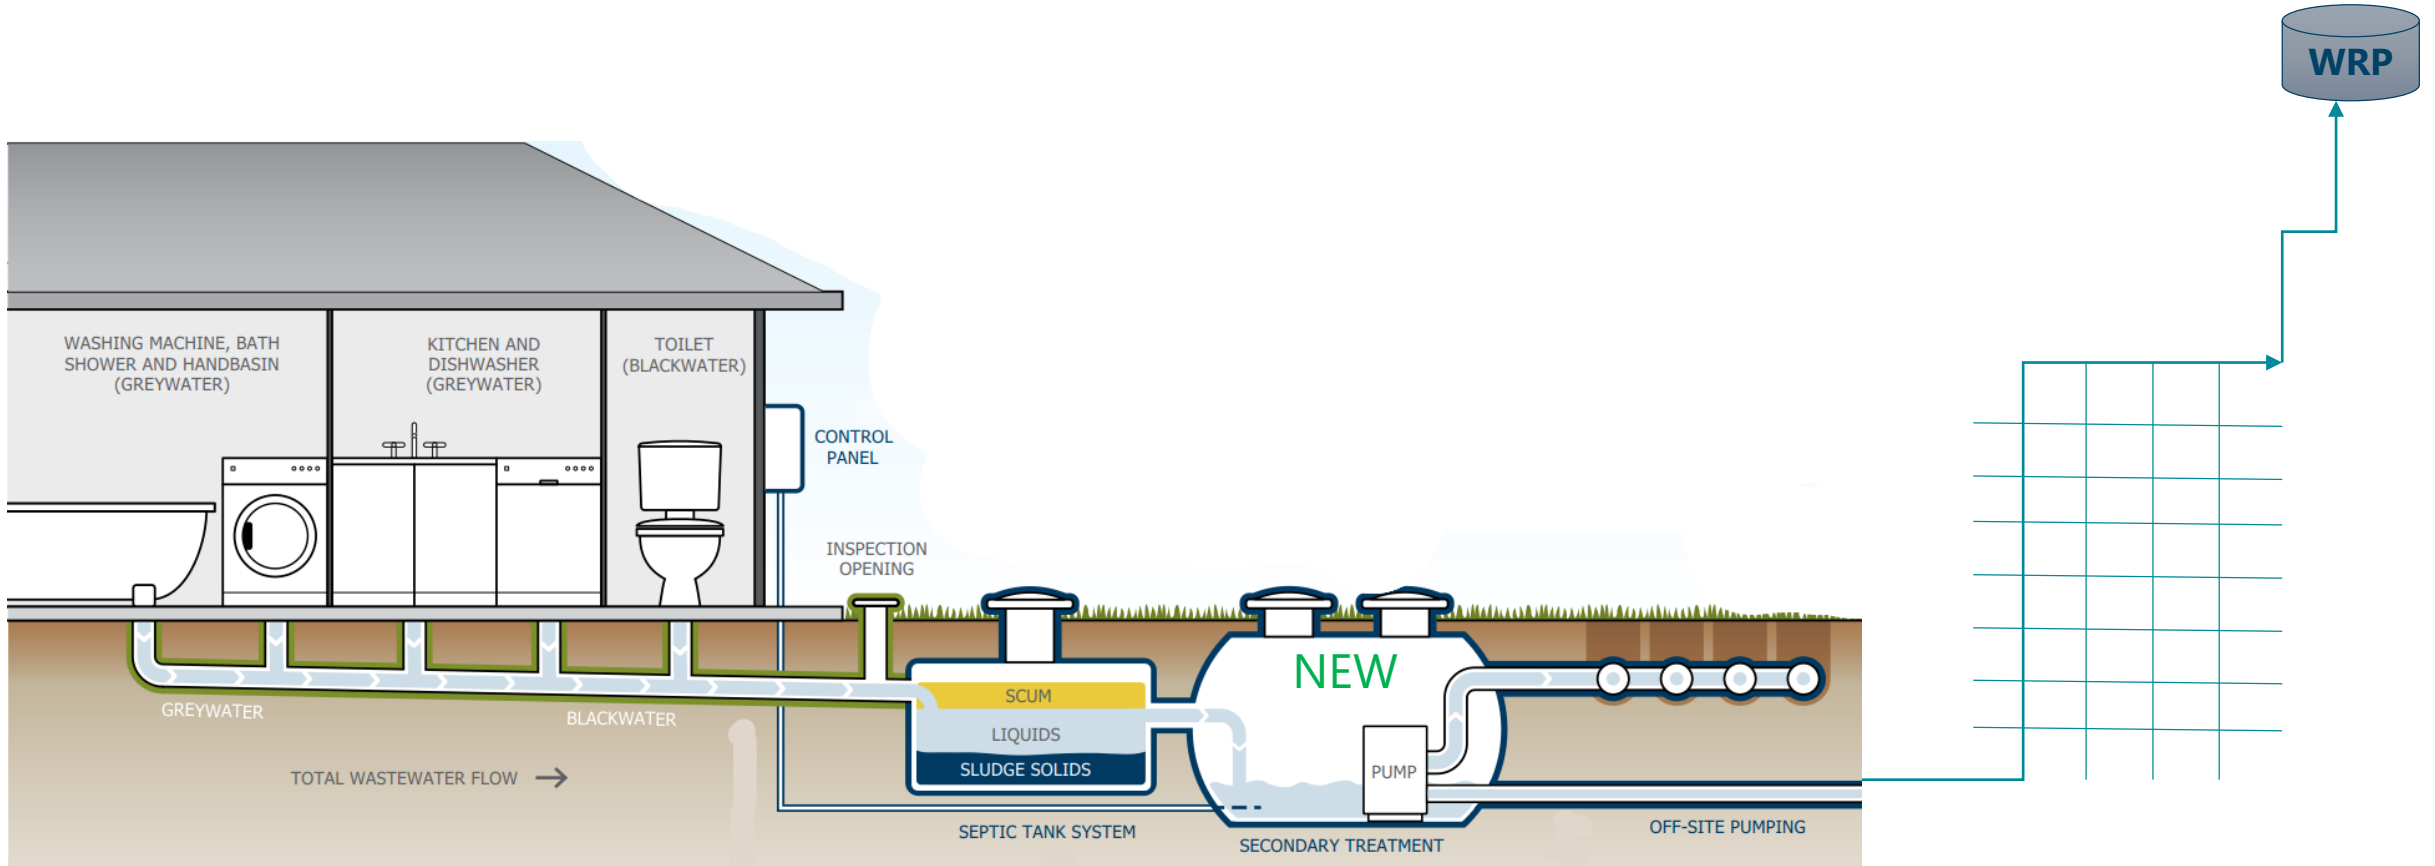 WRP
WASHING MACHINE, BATH
SHOWER AND HANDBASIN
(GREYWATER)
KITCHEN AND
DISHWASHER
(GREYWATER)
TOILET
(BLACKWATER)
CONTROL
PANEL
INSPECTION
OPENING
NEW
SCUM
LIQUIDS
SLUDGE SOLIDS
PUMP
GREYWATER
BLACKWATER
TOTAL WASTEWATER FLOW
SEPTIC TANK SYSTEM
SECONDARY TREATMENT
OFF-SITE PUMPING